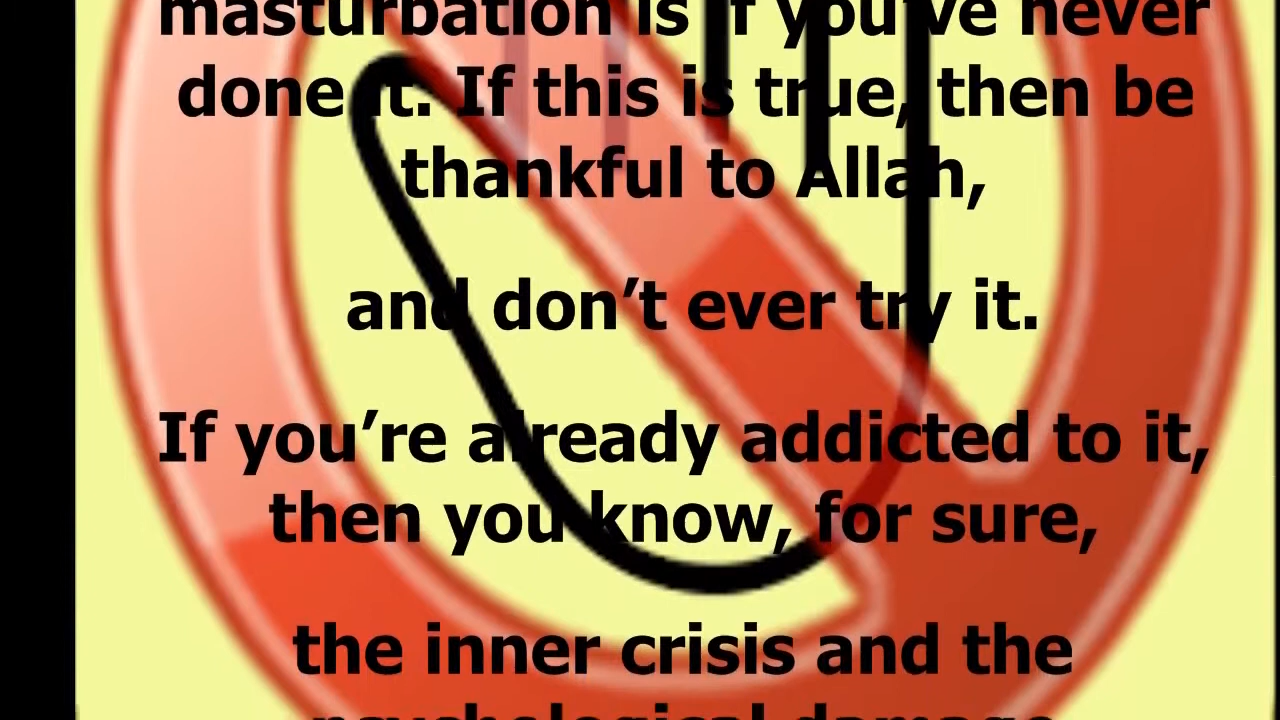 masturbation is if you've never
done it. If this is true, then be
thankful to Allah,
and don't ever try it.
If you're already addicted to it,
then you know, for sure,
the inner crisis and the
psychological damage